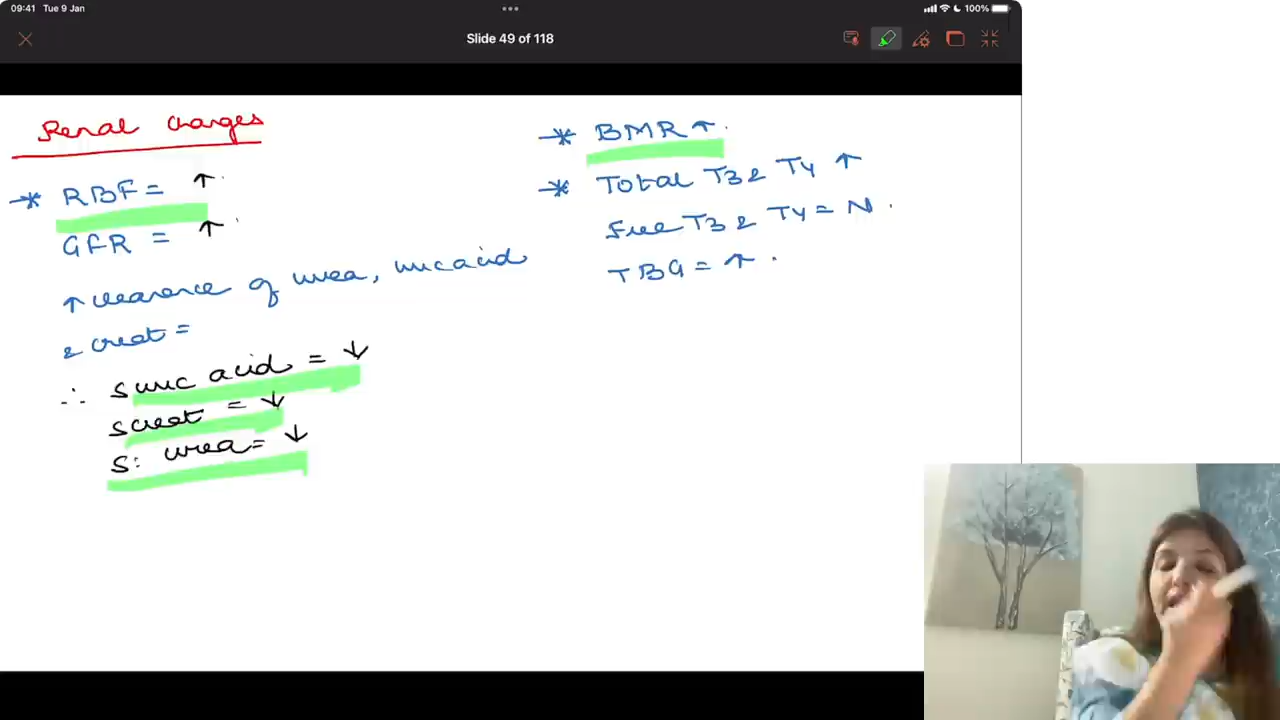 09:41 Tue 9 Jan
100%
Slide 49 of 118
Renal changes
* RBF = ↑
GFR = ↑
↑ clearance of urea, uric acid
& creat =
∴ S uric acid = ↓
S creat = ↓
S: urea = ↓
* BMR ↑
* Total T3 & T4 ↑
free T3 & T4 = N
TBG = ↑